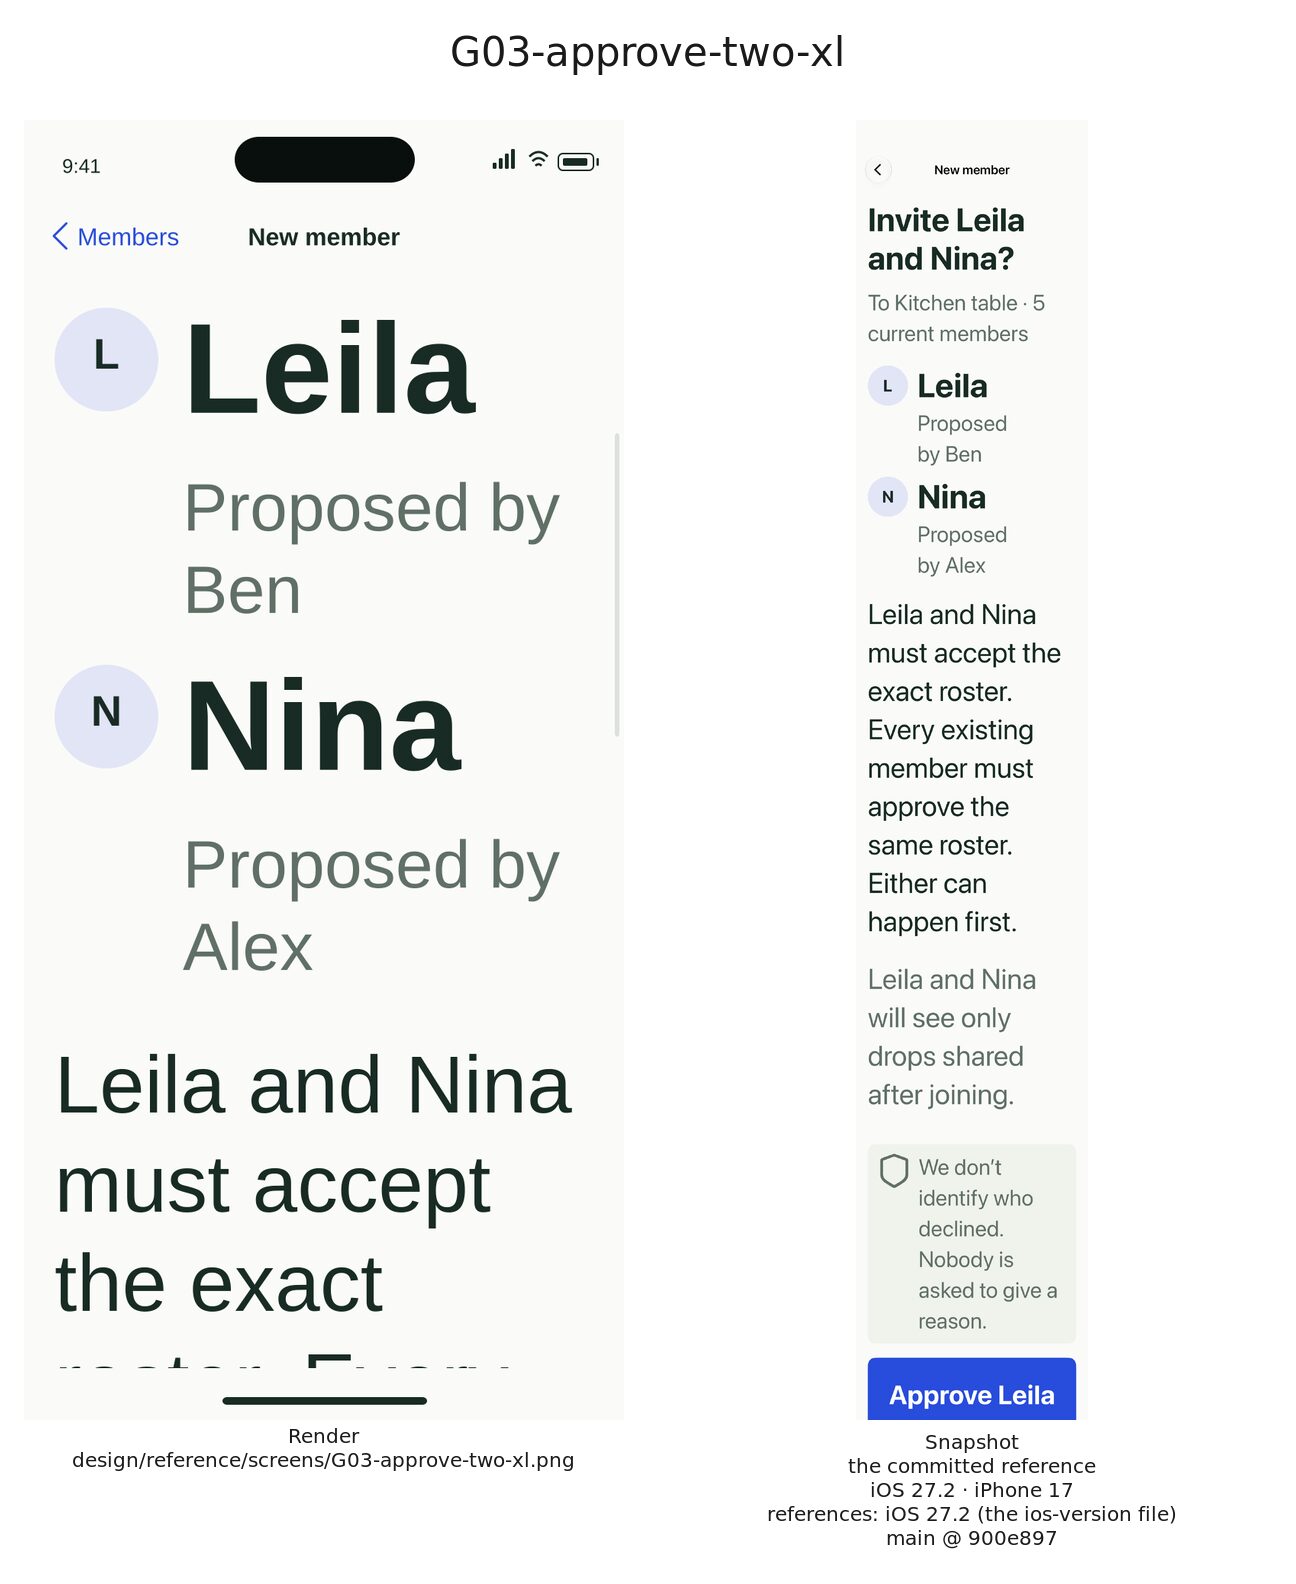 G03-approve-two-xl
9:41
Members
New member
L
Leila
Proposed by
Ben
N
Nina
Proposed by
Alex
Leila and Nina
must accept
the exact
roster. Every
Render
design/reference/screens/G03-approve-two-xl.png
New member
Invite Leila
and Nina?
To Kitchen table · 5
current members
L
Leila
Proposed
by Ben
N
Nina
Proposed
by Alex
Leila and Nina
must accept the
exact roster.
Every existing
member must
approve the
same roster.
Either can
happen first.
Leila and Nina
will see only
drops shared
after joining.
We don’t
identify who
declined.
Nobody is
asked to give a
reason.
Approve Leila
Snapshot
the committed reference
iOS 27.2 · iPhone 17
references: iOS 27.2 (the ios-version file)
main @ 900e897